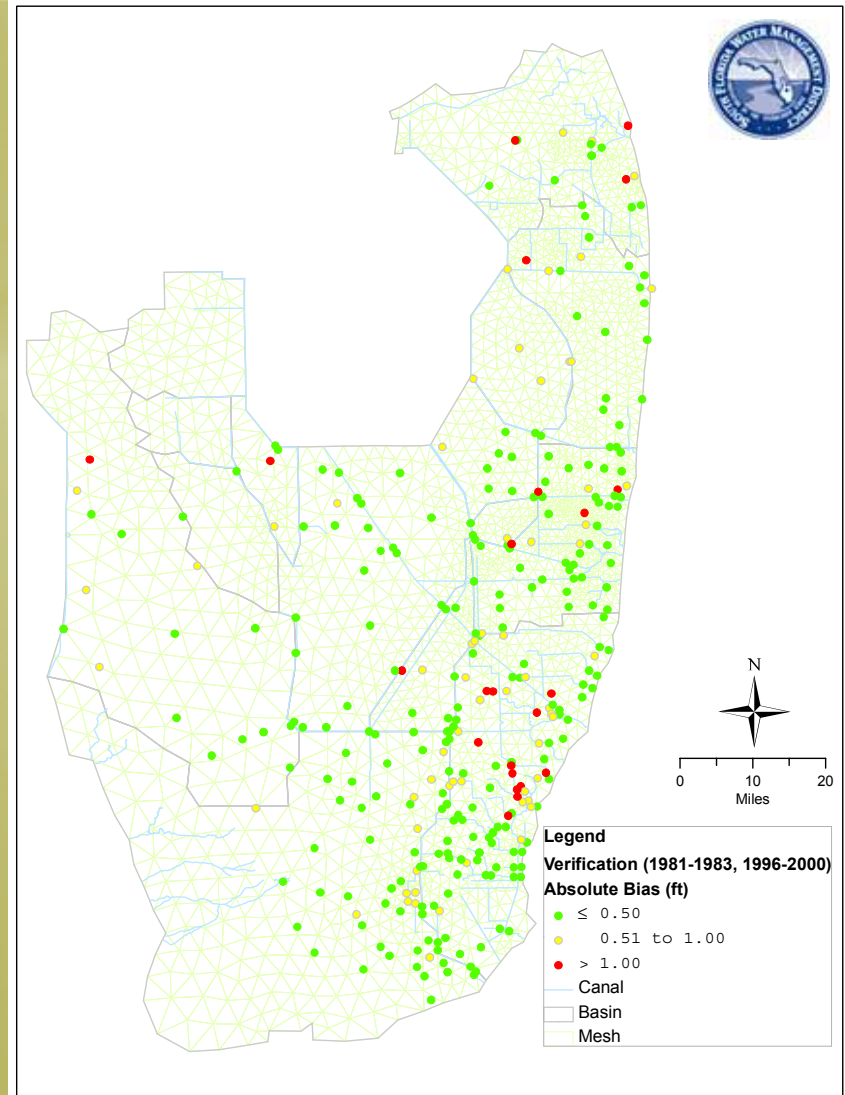 SOUTH FLORIDA WATER MANAGEMENT DISTRICT
N
0 10 20
Miles
Legend
Verification (1981-1983, 1996-2000)
Absolute Bias (ft)
≤ 0.50
0.51 to 1.00
> 1.00
Canal
Basin
Mesh